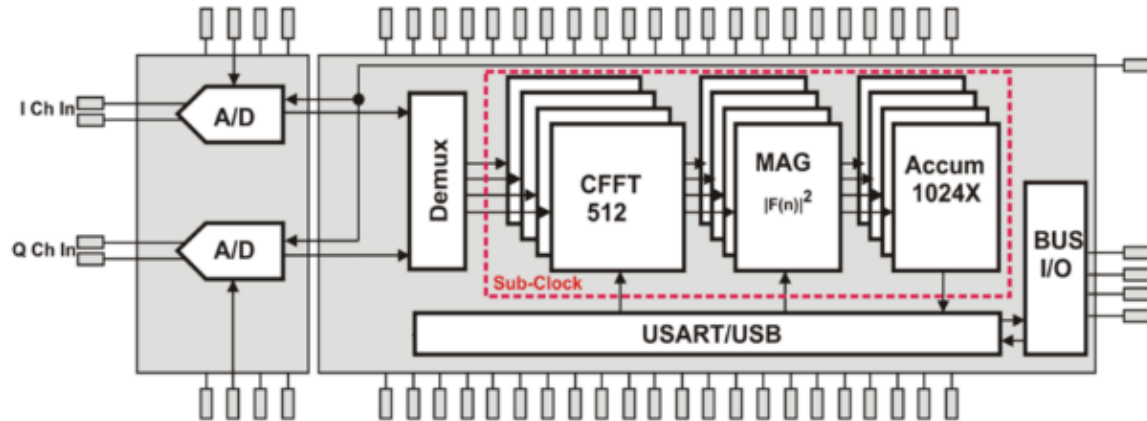 I Ch In
A/D
Q Ch In
A/D
Demux
CFFT
512
MAG
|F(n)|²
Accum
1024X
Sub-Clock
BUS
I/O
USART/USB